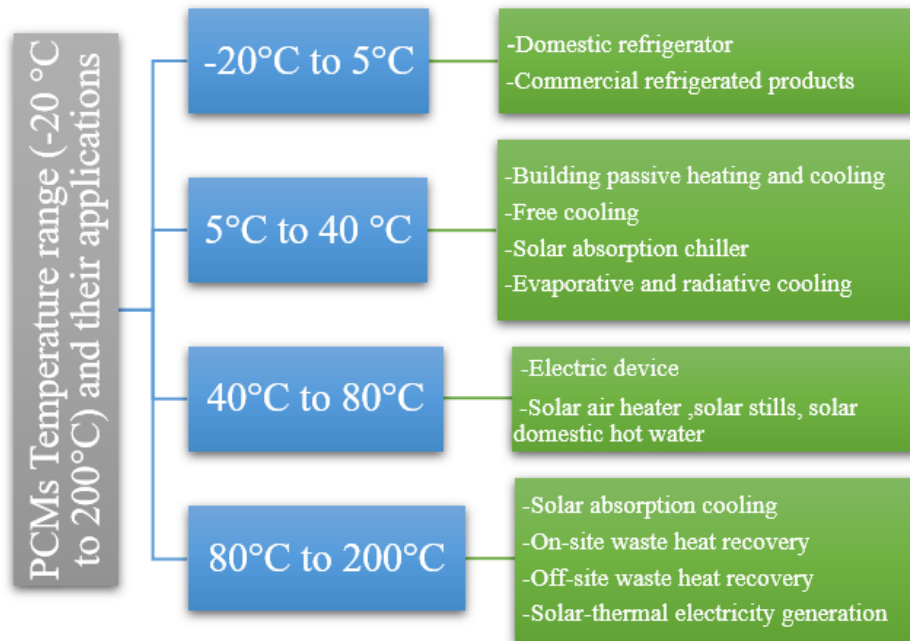 PCMs Temperature range (-20 °C
to 200°C) and their applications
-20°C to 5°C
-Domestic refrigerator
-Commercial refrigerated products
5°C to 40 °C
-Building passive heating and cooling
-Free cooling
-Solar absorption chiller
-Evaporative and radiative cooling
40°C to 80°C
-Electric device
-Solar air heater ,solar stills, solar
domestic hot water
80°C to 200°C
-Solar absorption cooling
-On-site waste heat recovery
-Off-site waste heat recovery
-Solar-thermal electricity generation